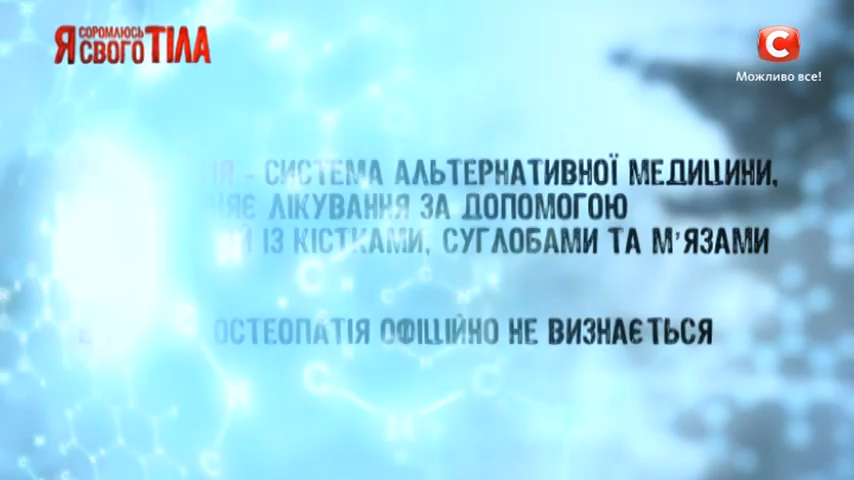 Я СОРОМЛЮСЬ
СВОГО ТІЛА
С
Можливо все!
- СИСТЕМА АЛЬТЕРНАТИВНОЇ МЕДИЦИНИ,
ЛІКУВАННЯ ЗА ДОПОМОГОЮ
ІЗ КІСТКАМИ, СУГЛОБАМИ ТА М'ЯЗАМИ
ОСТЕОПАТІЯ ОФІЦІЙНО НЕ ВИЗНАЄТЬСЯ